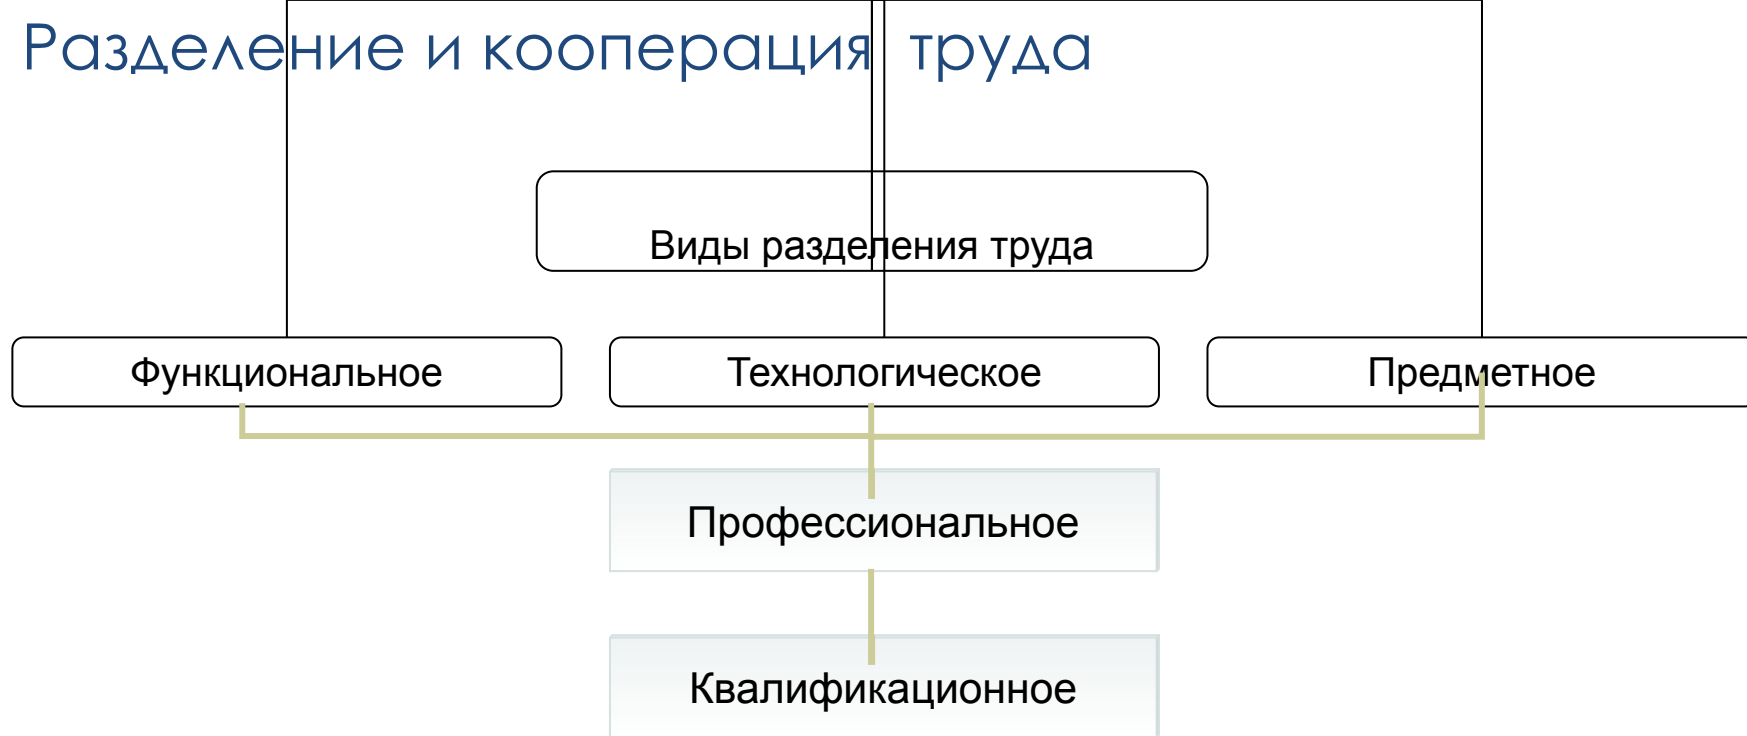 Разделение и кооперация труда
Виды разделения труда
Функциональное
Технологическое
Предметное
Профессиональное
Квалификационное